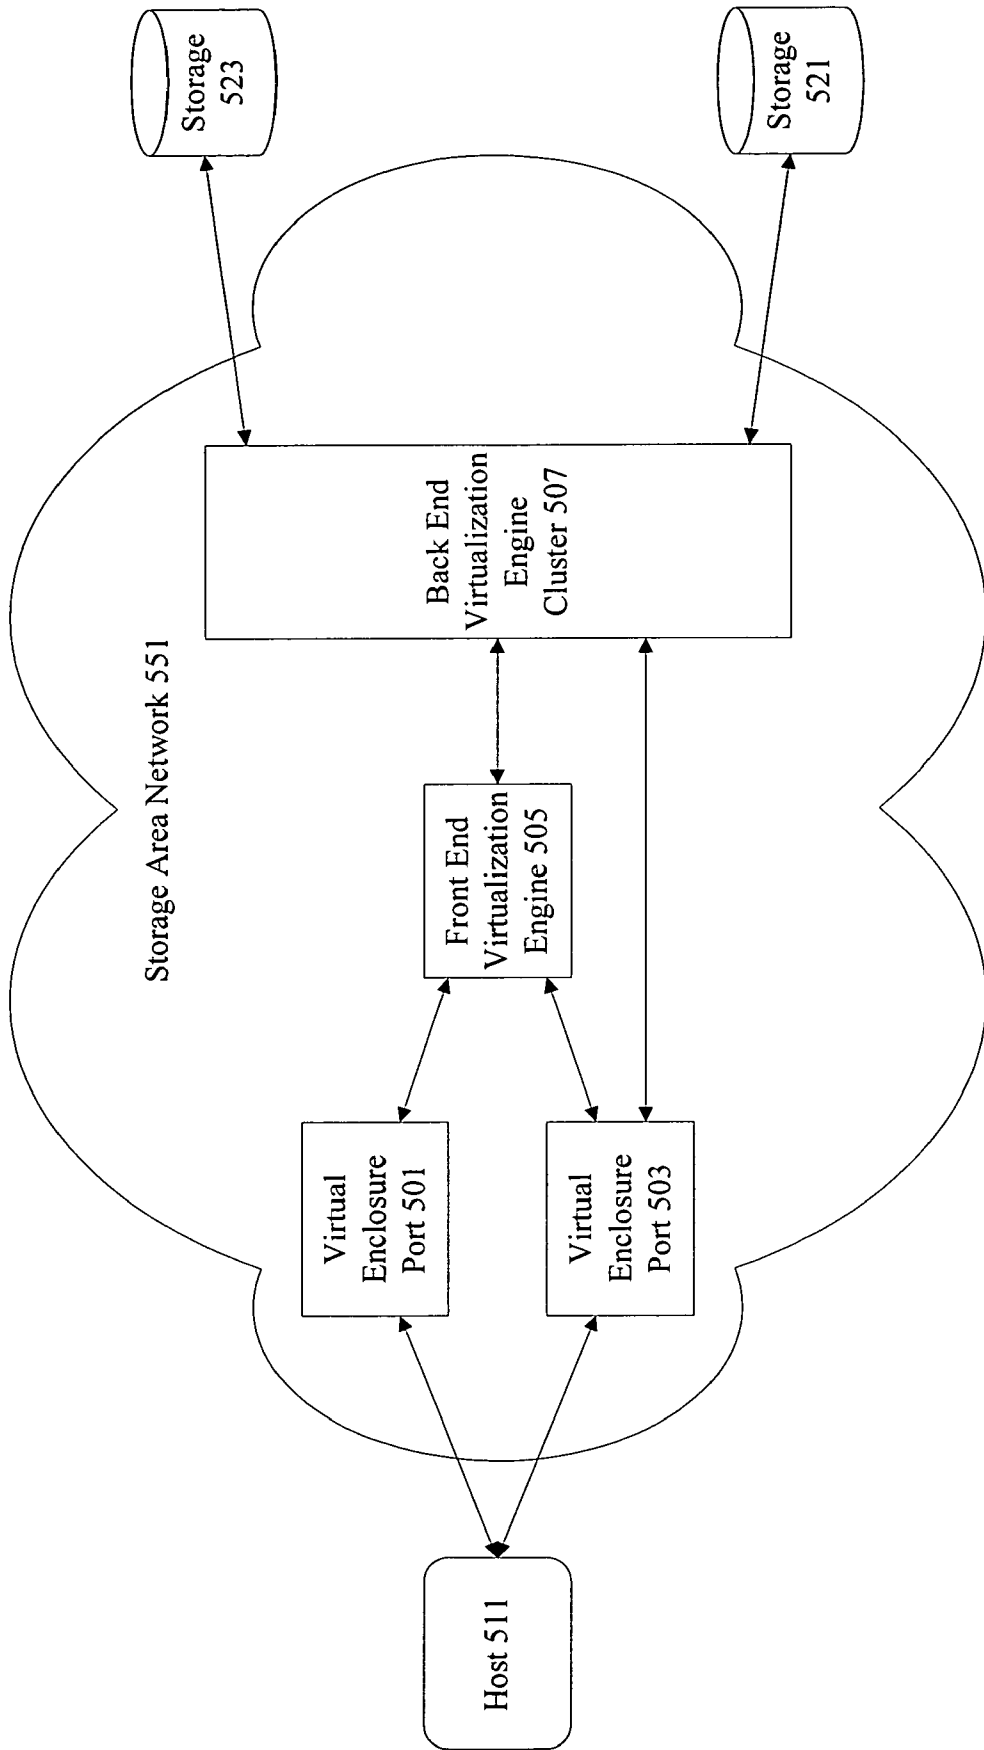 Storage Area Network 551
Host 511
Virtual
Enclosure
Port 501
Virtual
Enclosure
Port 503
Front End
Virtualization
Engine 505
Back End
Virtualization
Engine
Cluster 507
Storage
523
Storage
521